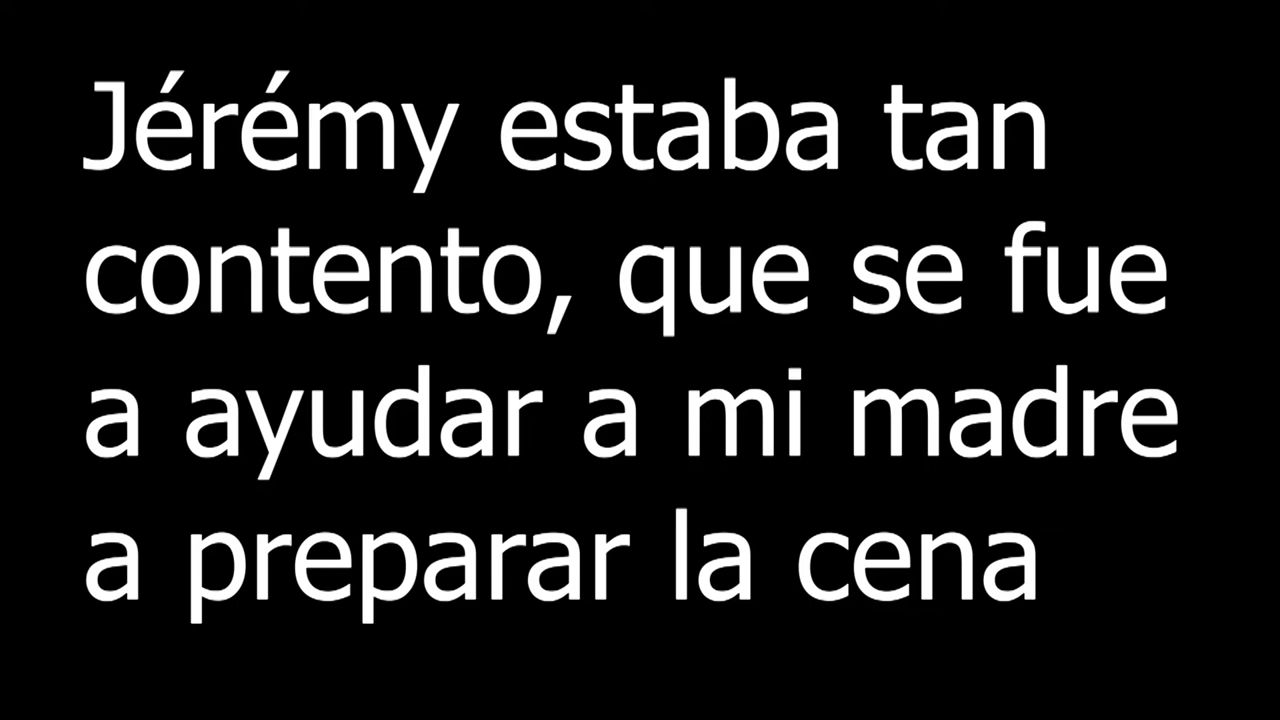 Jérémy estaba tan
contento, que se fue
a ayudar a mi madre
a preparar la cena